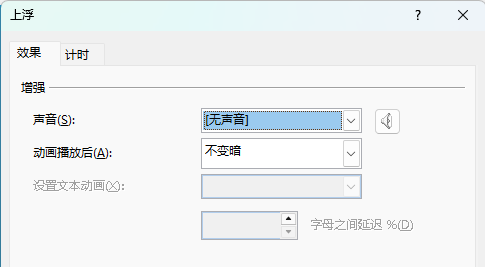 上浮
效果 计时
增强
声音(S): [无声音]
动画播放后(A): 不变暗
设置文本动画(X):
字母之间延迟 %(D)